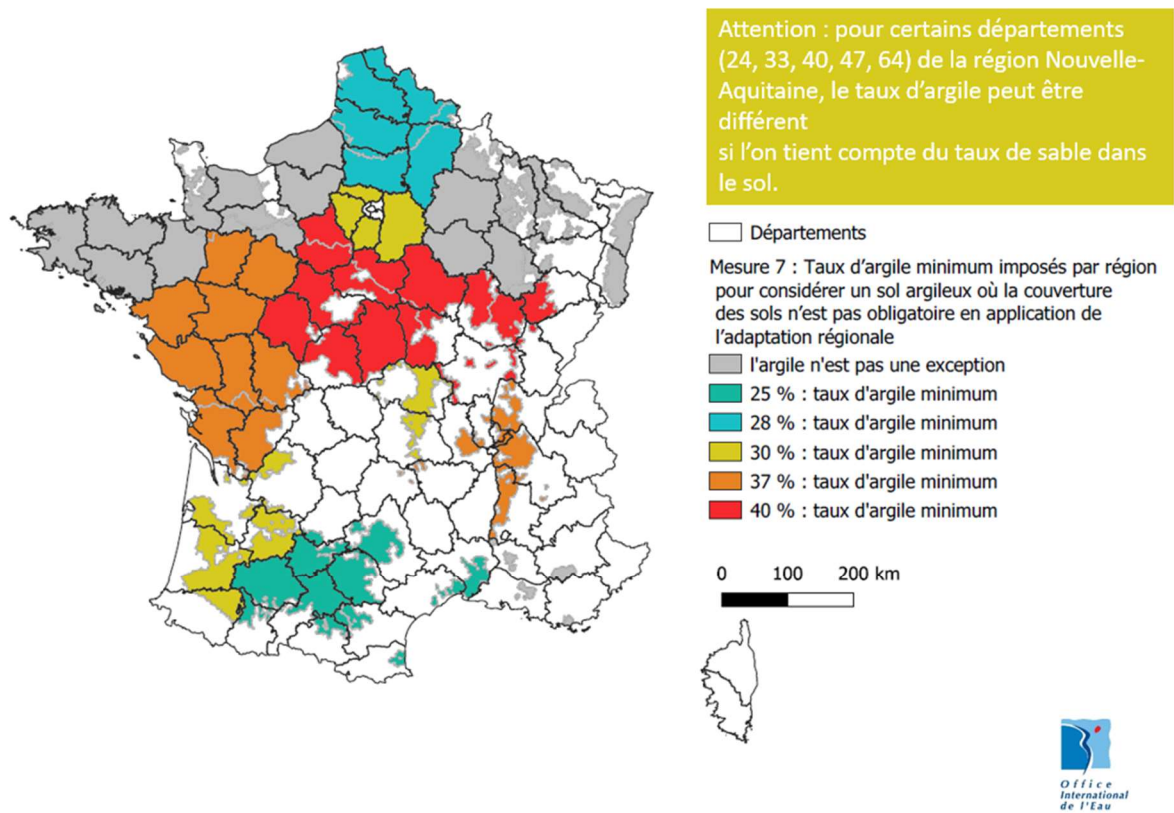 Attention : pour certains départements
(24, 33, 40, 47, 64) de la région Nouvelle-
Aquitaine, le taux d’argile peut être
différent
si l’on tient compte du taux de sable dans
le sol.
Départements
Mesure 7 : Taux d’argile minimum imposés par région
pour considérer un sol argileux où la couverture
des sols n’est pas obligatoire en application de
l’adaptation régionale
l'argile n'est pas une exception
25 % : taux d'argile minimum
28 % : taux d'argile minimum
30 % : taux d'argile minimum
37 % : taux d'argile minimum
40 % : taux d'argile minimum
0 100 200 km
Office
International
de l'Eau